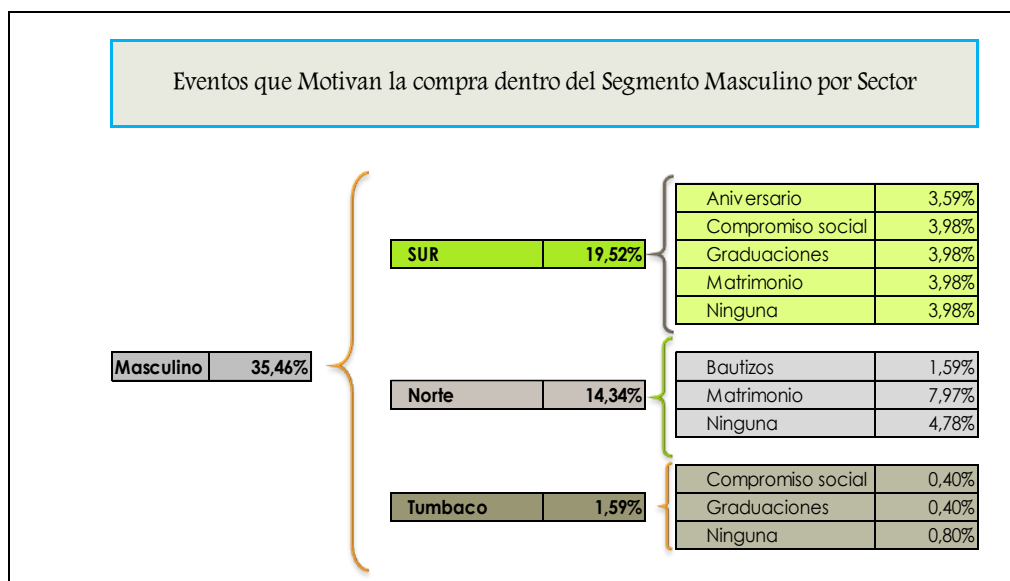 Eventos que Motivan la compra dentro del Segmento Masculino por Sector
Masculino 35,46%
SUR 19,52%
Aniversario 3,59%
Compromiso social 3,98%
Graduaciones 3,98%
Matrimonio 3,98%
Ninguna 3,98%
Norte 14,34%
Bautizos 1,59%
Matrimonio 7,97%
Ninguna 4,78%
Tumbaco 1,59%
Compromiso social 0,40%
Graduaciones 0,40%
Ninguna 0,80%